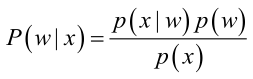 P(w|x) = p(x|w)p(w) / p(x)